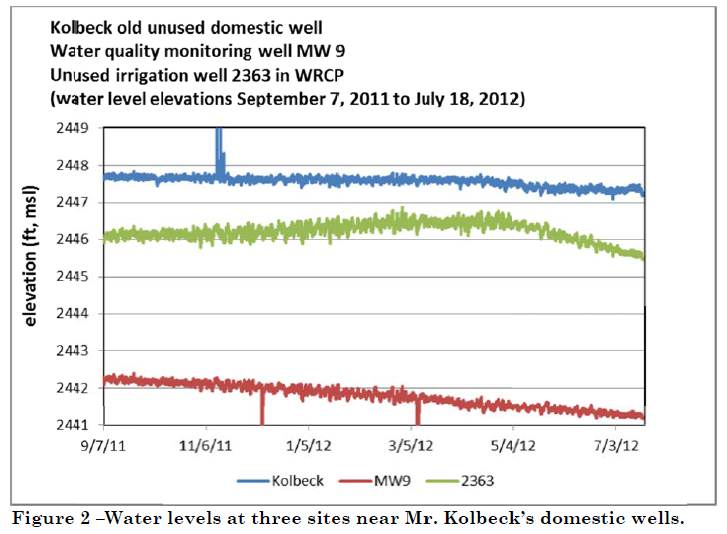 Kolbeck old unused domestic well
Water quality monitoring well MW 9
Unused irrigation well 2363 in WRCP
(water level elevations September 7, 2011 to July 18, 2012)
elevation (ft, msl)
2449
2448
2447
2446
2445
2444
2443
2442
2441
9/7/11 11/6/11 1/5/12 3/5/12 5/4/12 7/3/12
Kolbeck MW9 2363
Figure 2 –Water levels at three sites near Mr. Kolbeck’s domestic wells.